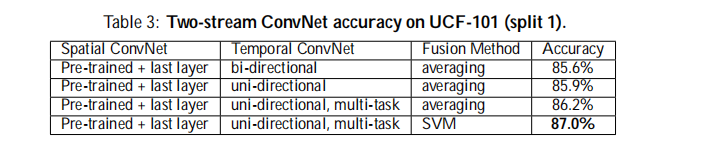 Table 3: Two-stream ConvNet accuracy on UCF-101 (split 1).
Spatial ConvNet Temporal ConvNet Fusion Method Accuracy
Pre-trained + last layer bi-directional averaging 85.6%
Pre-trained + last layer uni-directional averaging 85.9%
Pre-trained + last layer uni-directional, multi-task averaging 86.2%
Pre-trained + last layer uni-directional, multi-task SVM 87.0%